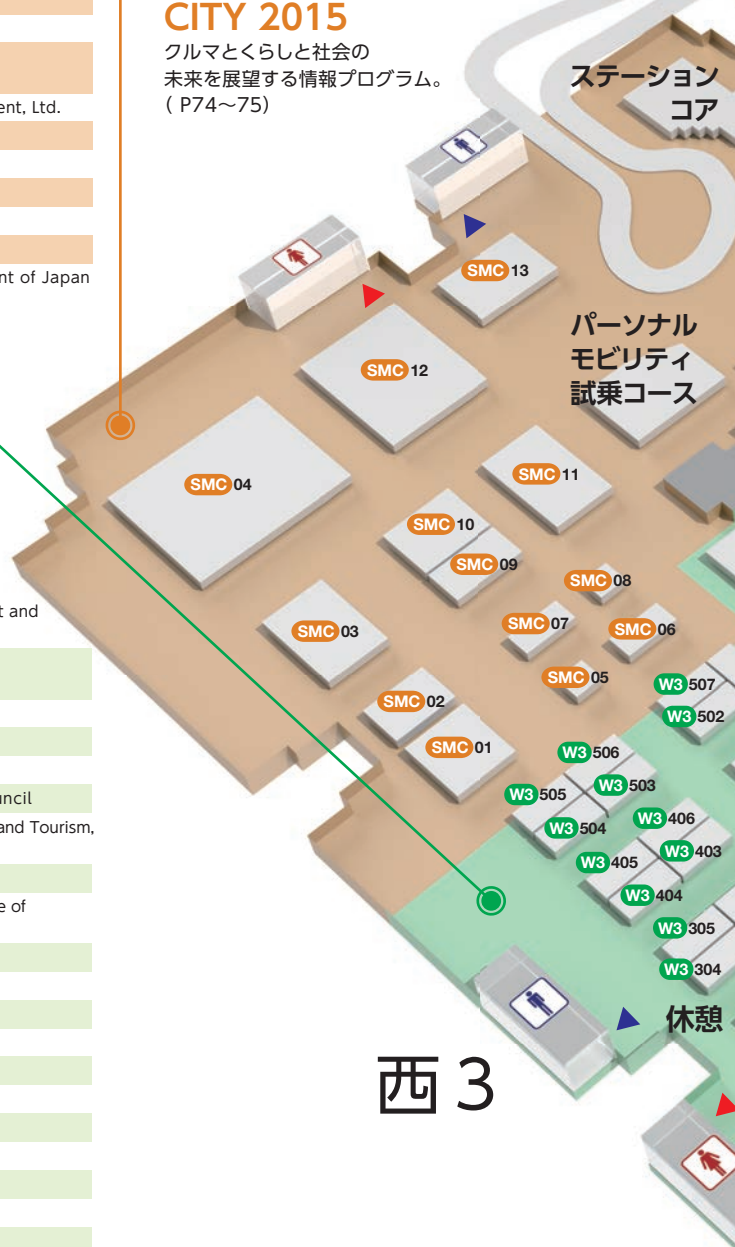 CITY 2015
クルマとくらしと社会の
未来を展望する情報プログラム。
( P74～75)
ent, Ltd.
nt of Japan
t and
uncil
and Tourism,
e of
ステーション
コア
パーソナル
モビリティ
試乗コース
SMC 13
SMC 12
SMC 04
SMC 11
SMC 10
SMC 09
SMC 08
SMC 07
SMC 06
SMC 03
SMC 05
SMC 02
SMC 01
W3 507
W3 502
W3 506
W3 503
W3 505
W3 504
W3 406
W3 403
W3 405
W3 404
W3 305
W3 304
休憩
西3